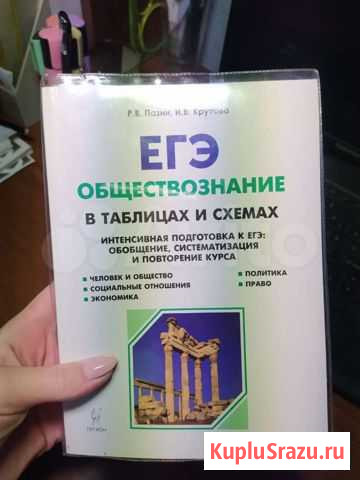 Р.В. Пазин, И.В. Крутова
ЕГЭ
ОБЩЕСТВОЗНАНИЕ
В ТАБЛИЦАХ И СХЕМАХ
ИНТЕНСИВНАЯ ПОДГОТОВКА К ЕГЭ:
ОБОБЩЕНИЕ, СИСТЕМАТИЗАЦИЯ
И ПОВТОРЕНИЕ КУРСА
ЧЕЛОВЕК И ОБЩЕСТВО
СОЦИАЛЬНЫЕ ОТНОШЕНИЯ
ЭКОНОМИКА
ПОЛИТИКА
ПРАВО
ЛЕГИОН
KupluSrazu.ru